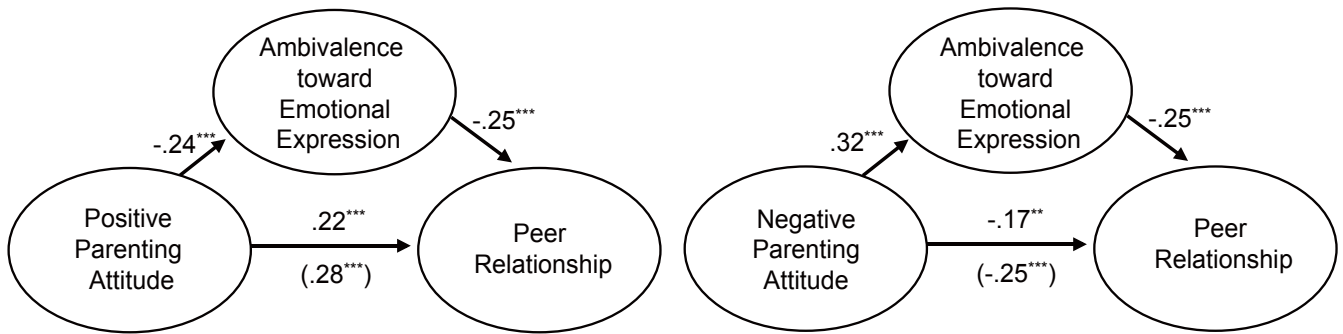 Ambivalence
toward
Emotional
Expression
-.24***
-.25***
Positive
Parenting
Attitude
.22***
(.28***)
Peer
Relationship
Ambivalence
toward
Emotional
Expression
.32***
-.25***
Negative
Parenting
Attitude
-.17**
(-.25***)
Peer
Relationship